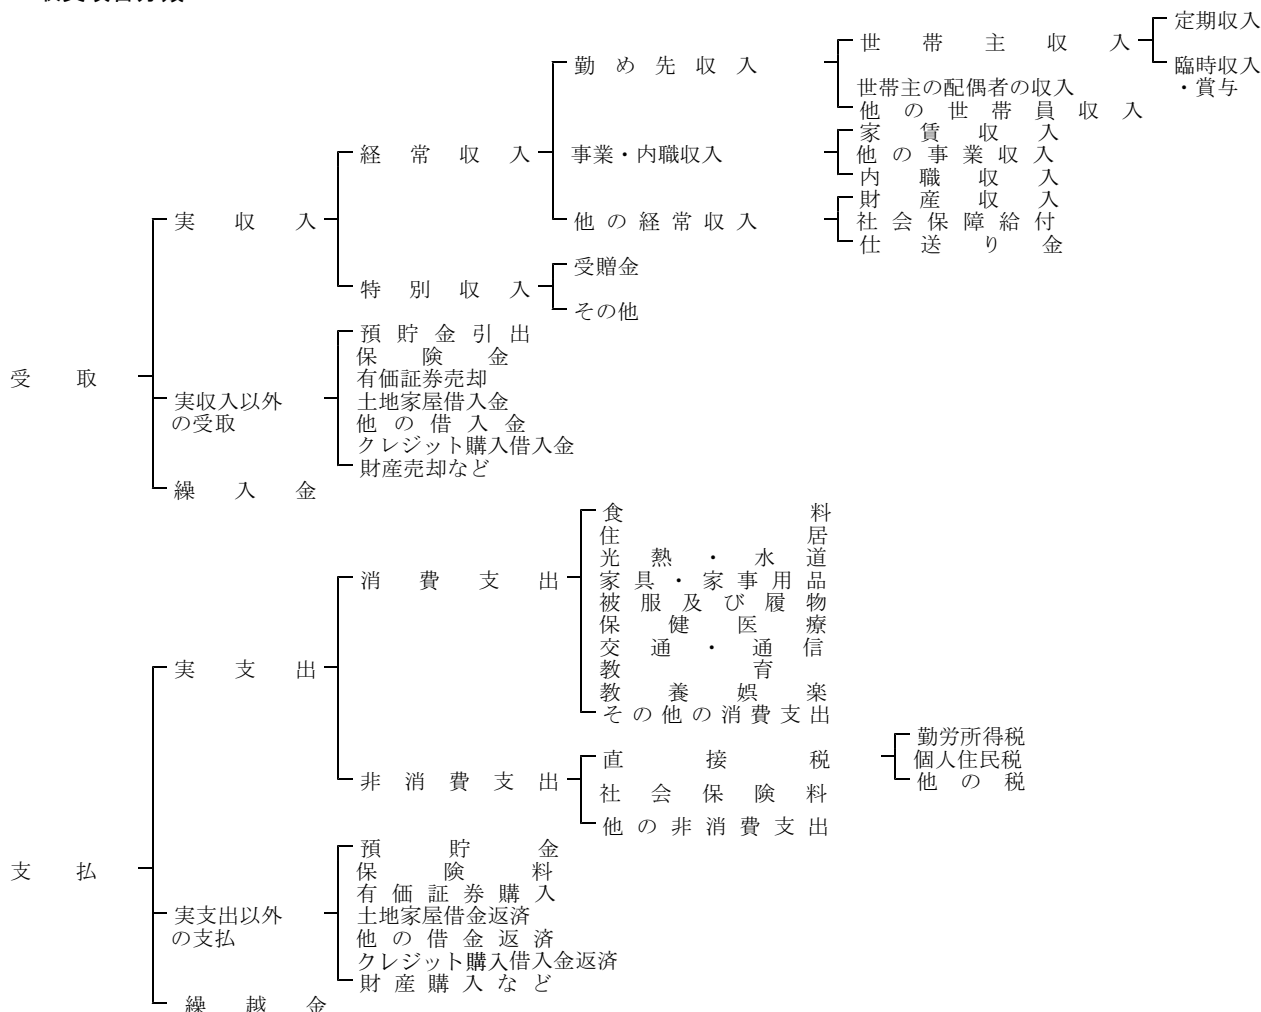 定期収入
世帯主収入
臨時収入
・賞与
勤め先収入
世帯主の配偶者の収入
他の世帯員収入
家賃収入
経常収入
事業・内職収入
他の事業収入
内職収入
財産収入
実収入
他の経常収入
社会保障給付
仕送り金
受贈金
特別収入
その他
預貯金引出
保険金
受取
有価証券売却
実収入以外
の受取
土地家屋借入金
他の借入金
クレジット購入借入金
財産売却など
繰入金
食料
住居
光熱・水道
消費支出
家具・家事用品
被服及び履物
保健医療
交通・通信
実支出
教育
教養娯楽
その他の消費支出
勤労所得税
直接税
個人住民税
非消費支出
他の税
社会保険料
他の非消費支出
預貯金
支払
保険料
有価証券購入
実支出以外
の支払
土地家屋借金返済
他の借金返済
クレジット購入借入金返済
財産購入など
繰越金